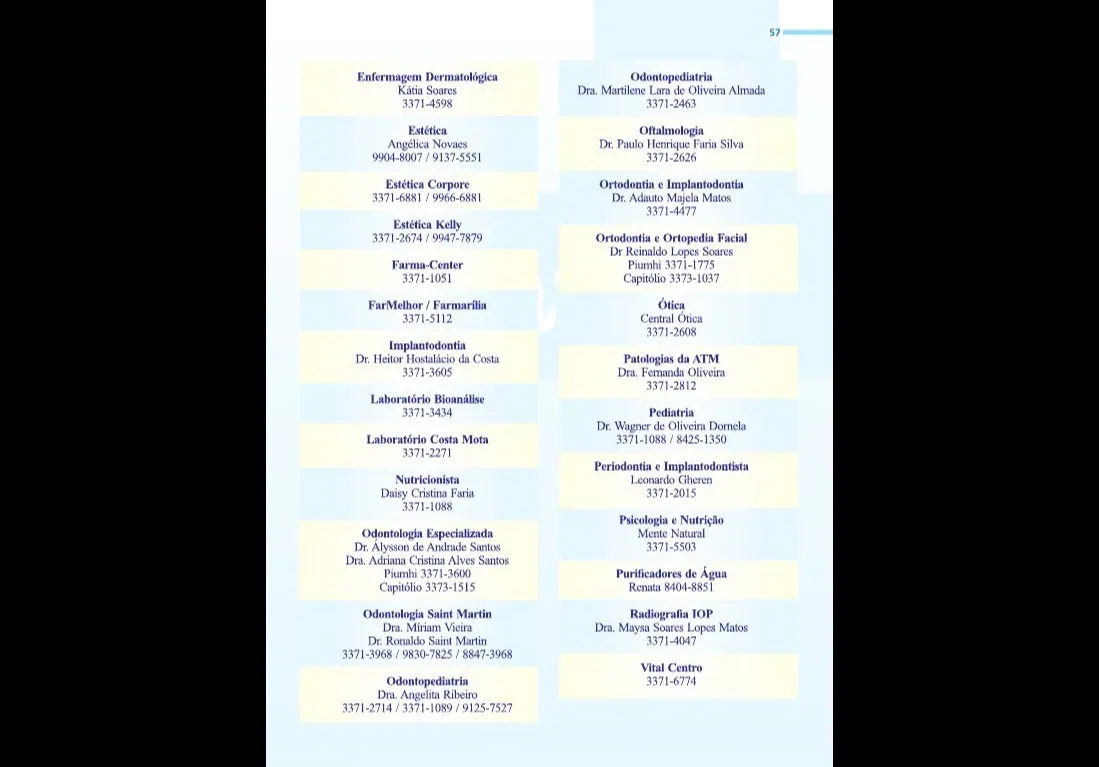 57
Enfermagem Dermatológica
Kátia Soares
3371-4598
Estética
Angélica Novaes
9904-8007 / 9137-5551
Estética Corpore
3371-6881 / 9966-6881
Estética Kelly
3371-2674 / 9947-7879
Farma-Center
3371-1051
FarMelhor / Farmarília
3371-5112
Implantodontia
Dr. Heitor Hostalácio da Costa
3371-3605
Laboratório Bioanálise
3371-3434
Laboratório Costa Mota
3371-2271
Nutricionista
Daisy Cristina Faria
3371-1088
Odontologia Especializada
Dr. Álysson de Andrade Santos
Dra. Adriana Cristina Alves Santos
Piumhi 3371-3600
Capitólio 3373-1515
Odontologia Saint Martin
Dra. Míriam Vieira
Dr. Ronaldo Saint Martin
3371-3968 / 9830-7825 / 8847-3968
Odontopediatria
Dra. Angelita Ribeiro
3371-2714 / 3371-1089 / 9125-7527
Odontopediatria
Dra. Martilene Lara de Oliveira Almada
3371-2463
Oftalmologia
Dr. Paulo Henrique Faria Silva
3371-2626
Ortodontia e Implantodontia
Dr. Adauto Majela Matos
3371-4477
Ortodontia e Ortopedia Facial
Dr Reinaldo Lopes Soares
Piumhi 3371-1775
Capitólio 3373-1037
Ótica
Central Ótica
3371-2608
Patologias da ATM
Dra. Fernanda Oliveira
3371-2812
Pediatria
Dr. Wagner de Oliveira Dornela
3371-1088 / 8425-1350
Periodontia e Implantodontista
Leonardo Gheren
3371-2015
Psicologia e Nutrição
Mente Natural
3371-5503
Purificadores de Água
Renata 8404-8851
Radiografia IOP
Dra. Maysa Soares Lopes Matos
3371-4047
Vital Centro
3371-6774